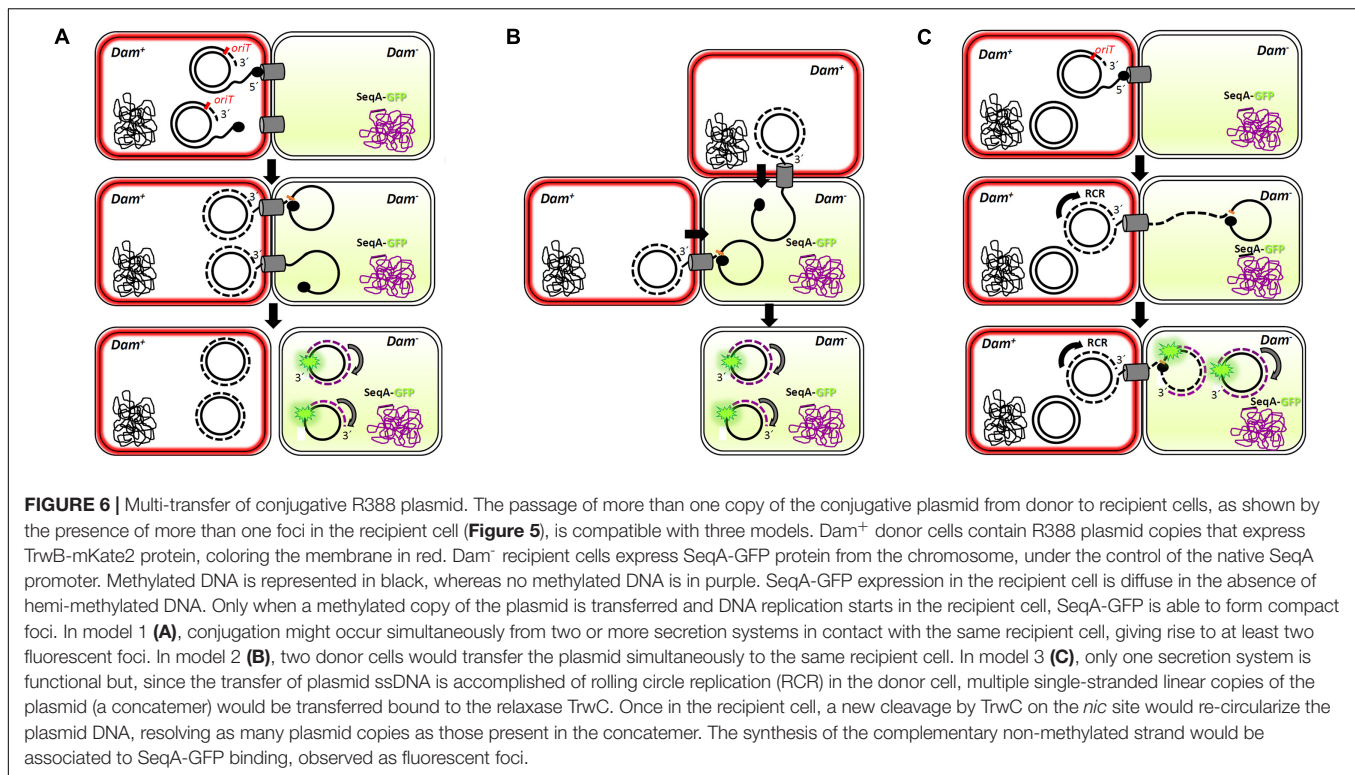 A
B
C
Dam+
oriT
3´
5´
oriT
3´
Dam-
SeqA-GFP
Dam+
3´
3´
Dam-
SeqA-GFP
Dam+
Dam-
3´
SeqA-GFP
3´
Dam+
3´
Dam+
3´
Dam-
SeqA-GFP
Dam-
3´
SeqA-GFP
3´
Dam+
oriT
3´
5´
Dam-
SeqA-GFP
Dam+
RCR
3´
Dam-
SeqA-GFP
Dam+
RCR
3´
Dam-
3´
3´
SeqA-GFP
FIGURE 6 | Multi-transfer of conjugative R388 plasmid. The passage of more than one copy of the conjugative plasmid from donor to recipient cells, as shown by
the presence of more than one foci in the recipient cell (Figure 5), is compatible with three models. Dam+ donor cells contain R388 plasmid copies that express
TrwB-mKate2 protein, coloring the membrane in red. Dam- recipient cells express SeqA-GFP protein from the chromosome, under the control of the native SeqA
promoter. Methylated DNA is represented in black, whereas no methylated DNA is in purple. SeqA-GFP expression in the recipient cell is diffuse in the absence of
hemi-methylated DNA. Only when a methylated copy of the plasmid is transferred and DNA replication starts in the recipient cell, SeqA-GFP is able to form compact
foci. In model 1 (A), conjugation might occur simultaneously from two or more secretion systems in contact with the same recipient cell, giving rise to at least two
fluorescent foci. In model 2 (B), two donor cells would transfer the plasmid simultaneously to the same recipient cell. In model 3 (C), only one secretion system is
functional but, since the transfer of plasmid ssDNA is accomplished of rolling circle replication (RCR) in the donor cell, multiple single-stranded linear copies of the
plasmid (a concatemer) would be transferred bound to the relaxase TrwC. Once in the recipient cell, a new cleavage by TrwC on the nic site would re-circularize the
plasmid DNA, resolving as many plasmid copies as those present in the concatemer. The synthesis of the complementary non-methylated strand would be
associated to SeqA-GFP binding, observed as fluorescent foci.